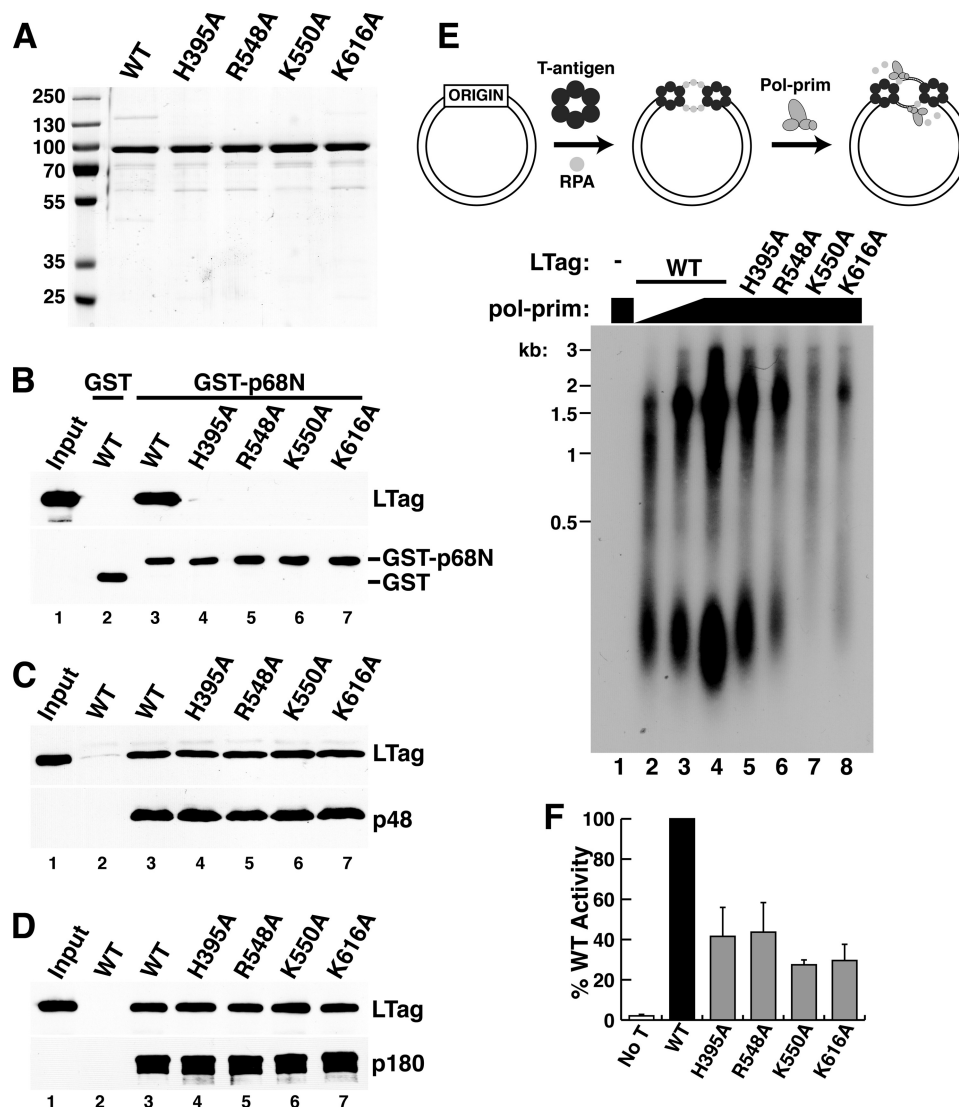 A
WT H395A R548A K550A K616A
250
130
100
70
55
35
25
B
GST GST-p68N
Input WT WT H395A R548A K550A K616A
LTag
GST-p68N
GST
1 2 3 4 5 6 7
C
Input WT WT H395A R548A K550A K616A
LTag
p48
1 2 3 4 5 6 7
D
Input WT WT H395A R548A K550A K616A
LTag
p180
1 2 3 4 5 6 7
E
ORIGIN
T-antigen
RPA
Pol-prim
LTag: - WT H395A R548A K550A K616A
pol-prim:
kb: 3
2
1.5
1
0.5
1 2 3 4 5 6 7 8
F
% WT Activity
100
80
60
40
20
0
No T WT H395A R548A K550A K616A